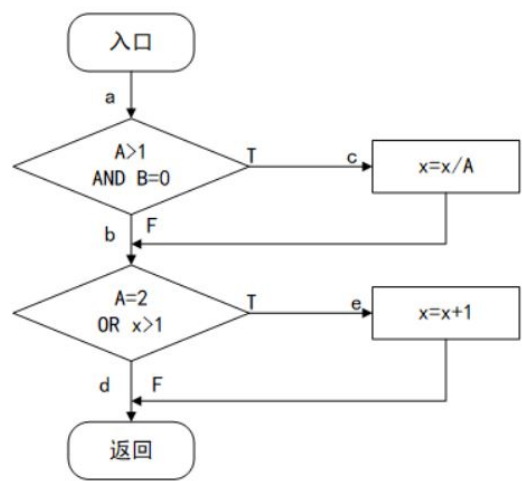 入口
a
A>1
AND B=0
T
c
x=x/A
b
F
A=2
OR x>1
T
e
x=x+1
d
F
返回